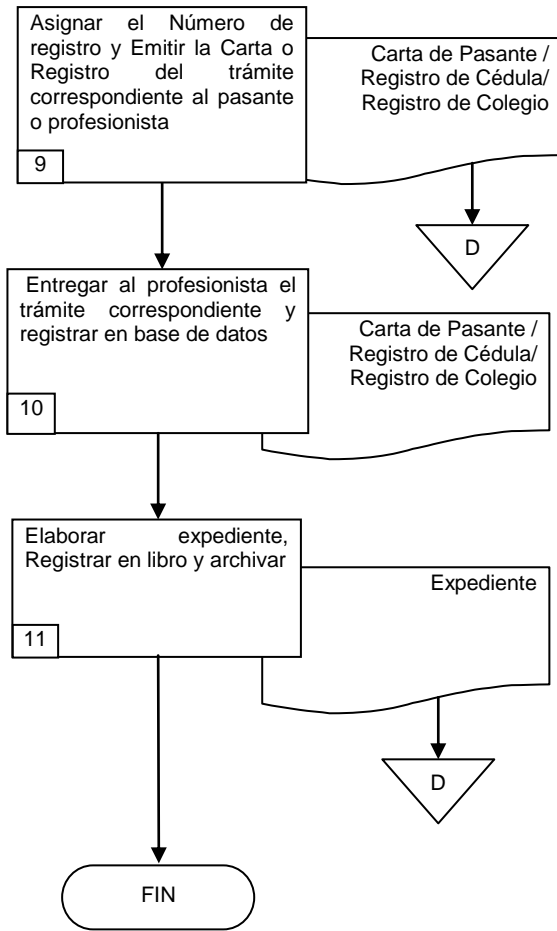 Asignar el Número de
registro y Emitir la Carta o
Registro del trámite
correspondiente al pasante
o profesionista
9
Carta de Pasante /
Registro de Cédula/
Registro de Colegio
D
Entregar al profesionista el
trámite correspondiente y
registrar en base de datos
10
Carta de Pasante /
Registro de Cédula/
Registro de Colegio
Elaborar expediente,
Registrar en libro y archivar
11
Expediente
D
FIN